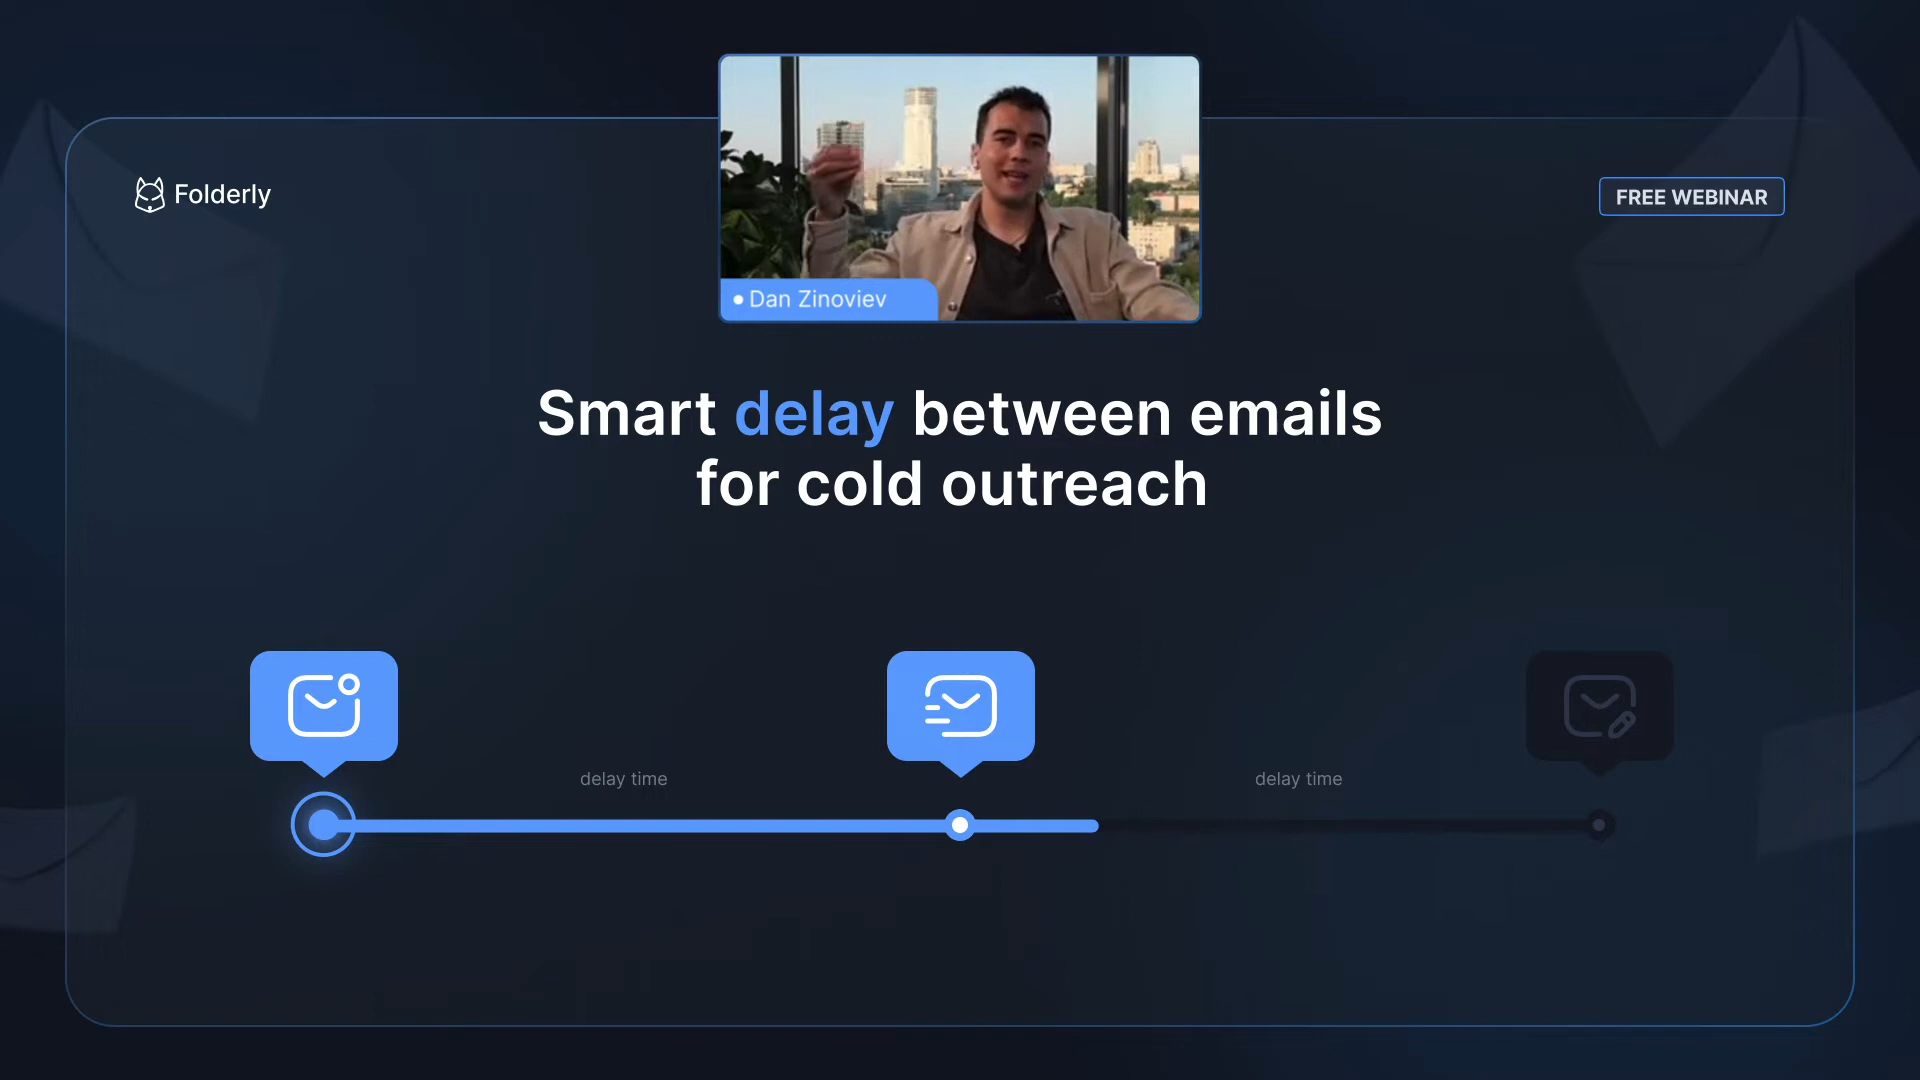 Folderly
FREE WEBINAR
Dan Zinoviev
Smart delay between emails
for cold outreach
delay time
delay time